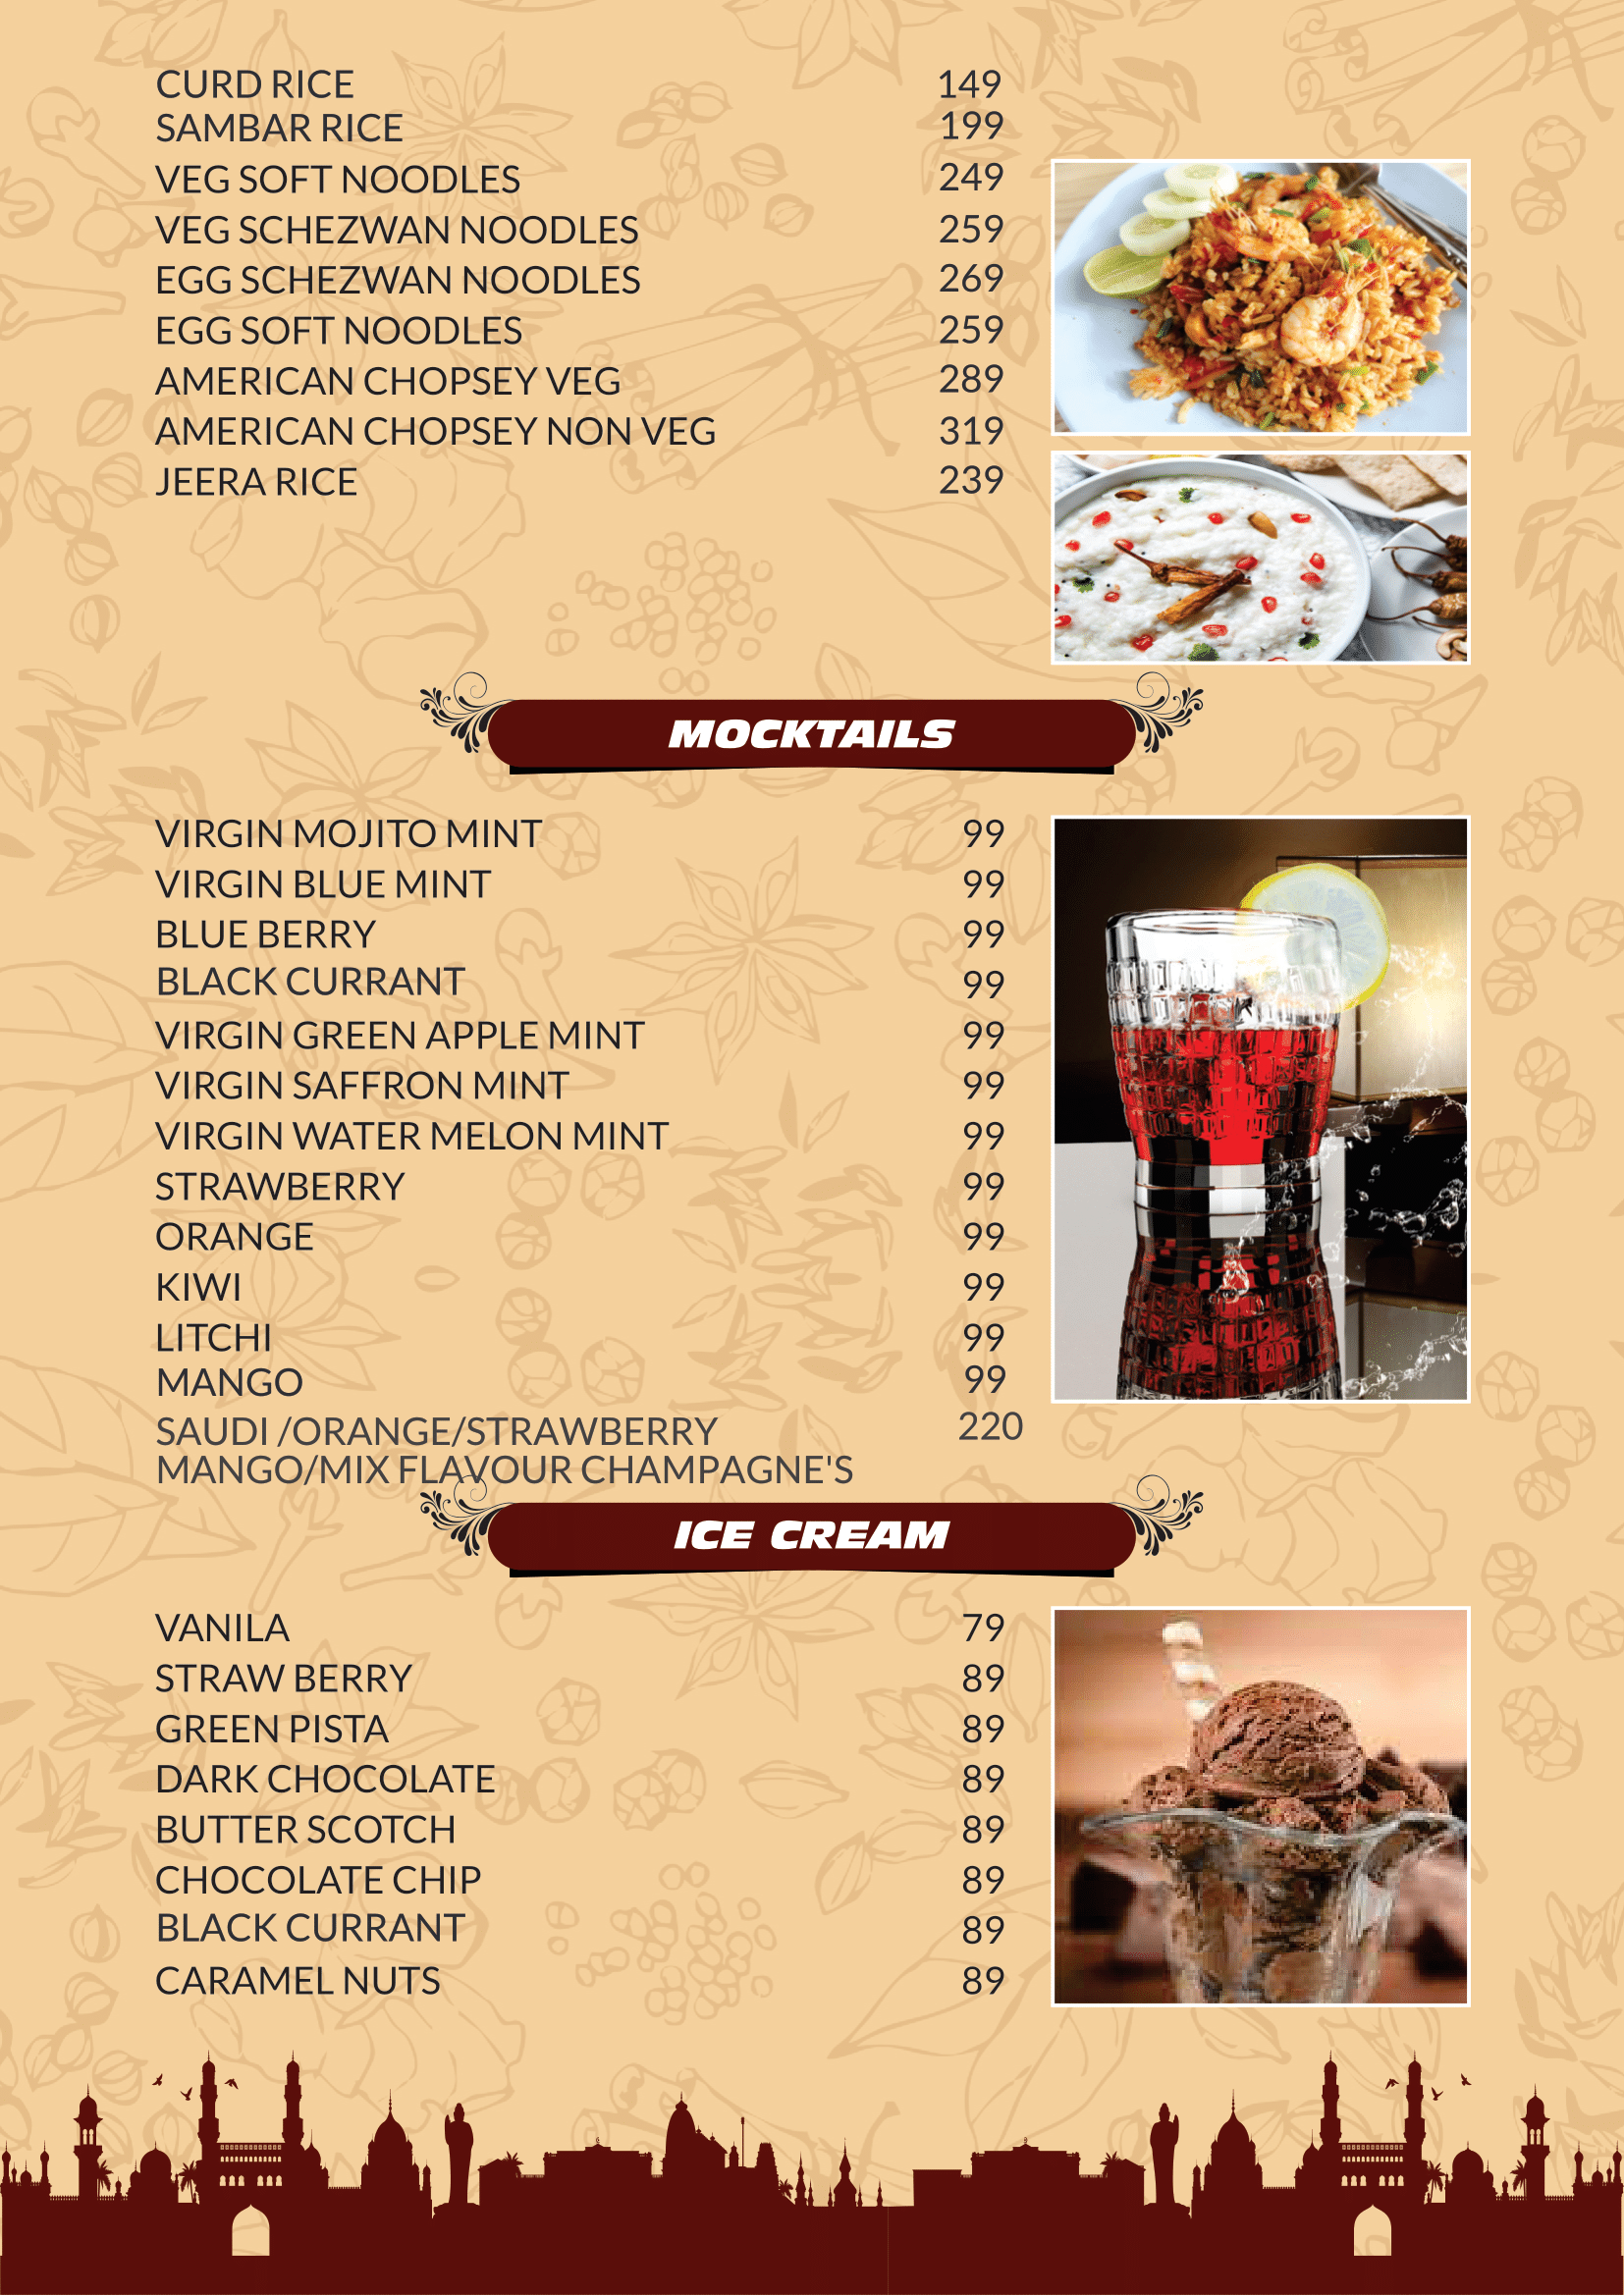 CURD RICE 149
SAMBAR RICE 199
VEG SOFT NOODLES 249
VEG SCHEZWAN NOODLES 259
EGG SCHEZWAN NOODLES 269
EGG SOFT NOODLES 259
AMERICAN CHOPSEY VEG 289
AMERICAN CHOPSEY NON VEG 319
JEERA RICE 239
MOCKTAILS
VIRGIN MOJITO MINT 99
VIRGIN BLUE MINT 99
BLUE BERRY 99
BLACK CURRANT 99
VIRGIN GREEN APPLE MINT 99
VIRGIN SAFFRON MINT 99
VIRGIN WATER MELON MINT 99
STRAWBERRY 99
ORANGE 99
KIWI 99
LITCHI 99
MANGO 99
SAUDI /ORANGE/STRAWBERRY 220
MANGO/MIX FLAVOUR CHAMPAGNE'S
ICE CREAM
VANILA 79
STRAW BERRY 89
GREEN PISTA 89
DARK CHOCOLATE 89
BUTTER SCOTCH 89
CHOCOLATE CHIP 89
BLACK CURRANT 89
CARAMEL NUTS 89